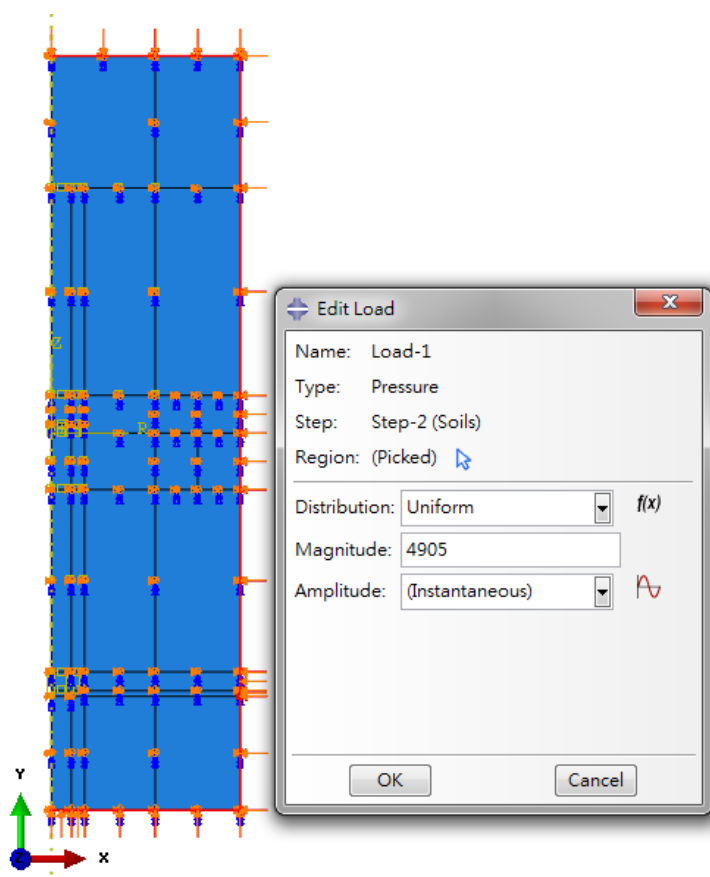 Edit Load
Name: Load-1
Type: Pressure
Step: Step-2 (Soils)
Region: (Picked)
Distribution: Uniform f(x)
Magnitude: 4905
Amplitude: (Instantaneous)
OK Cancel
Z
R
Y
Z X